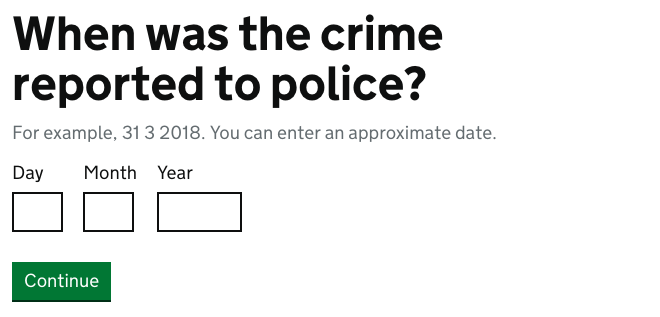 When was the crime
reported to police?
For example, 31 3 2018. You can enter an approximate date.
Day Month Year
Continue